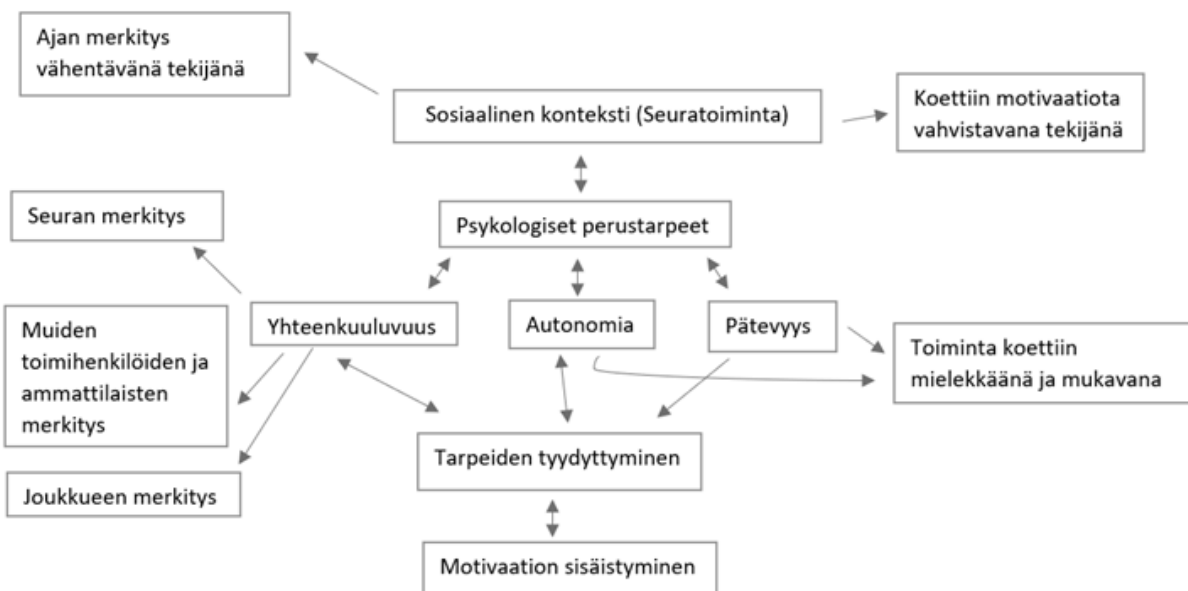 Ajan merkitys
vähentävänä tekijänä
Sosiaalinen konteksti (Seuratoiminta)
Koettiin motivaatiota
vahvistavana tekijänä
Psykologiset perustarpeet
Seuran merkitys
Yhteenkuuluvuus
Autonomia
Pätevyys
Muiden
toimihenkilöiden ja
ammattilaisten
merkitys
Toiminta koettiin
mielekkäänä ja mukavana
Tarpeiden tyydyttyminen
Joukkueen merkitys
Motivaation sisäistyminen